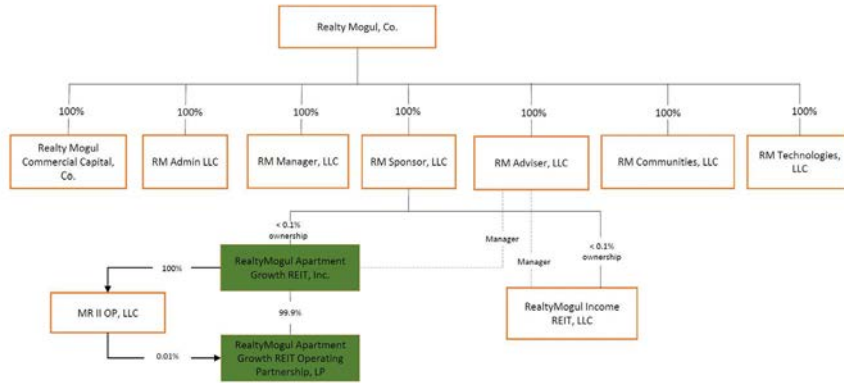 Realty Mogul, Co.
100%
100%
100%
100%
100%
100%
100%
Realty Mogul
Commercial Capital,
Co.
RM Admin LLC
RM Manager, LLC
RM Sponsor, LLC
RM Adviser, LLC
RM Communities, LLC
RM Technologies,
LLC
< 0.1%
ownership
Manager
Manager
< 0.1%
ownership
RealtyMogul Apartment
Growth REIT, Inc.
100%
MR II OP, LLC
99.9%
RealtyMogul Income
REIT, LLC
0.01%
RealtyMogul Apartment
Growth REIT Operating
Partnership, LP